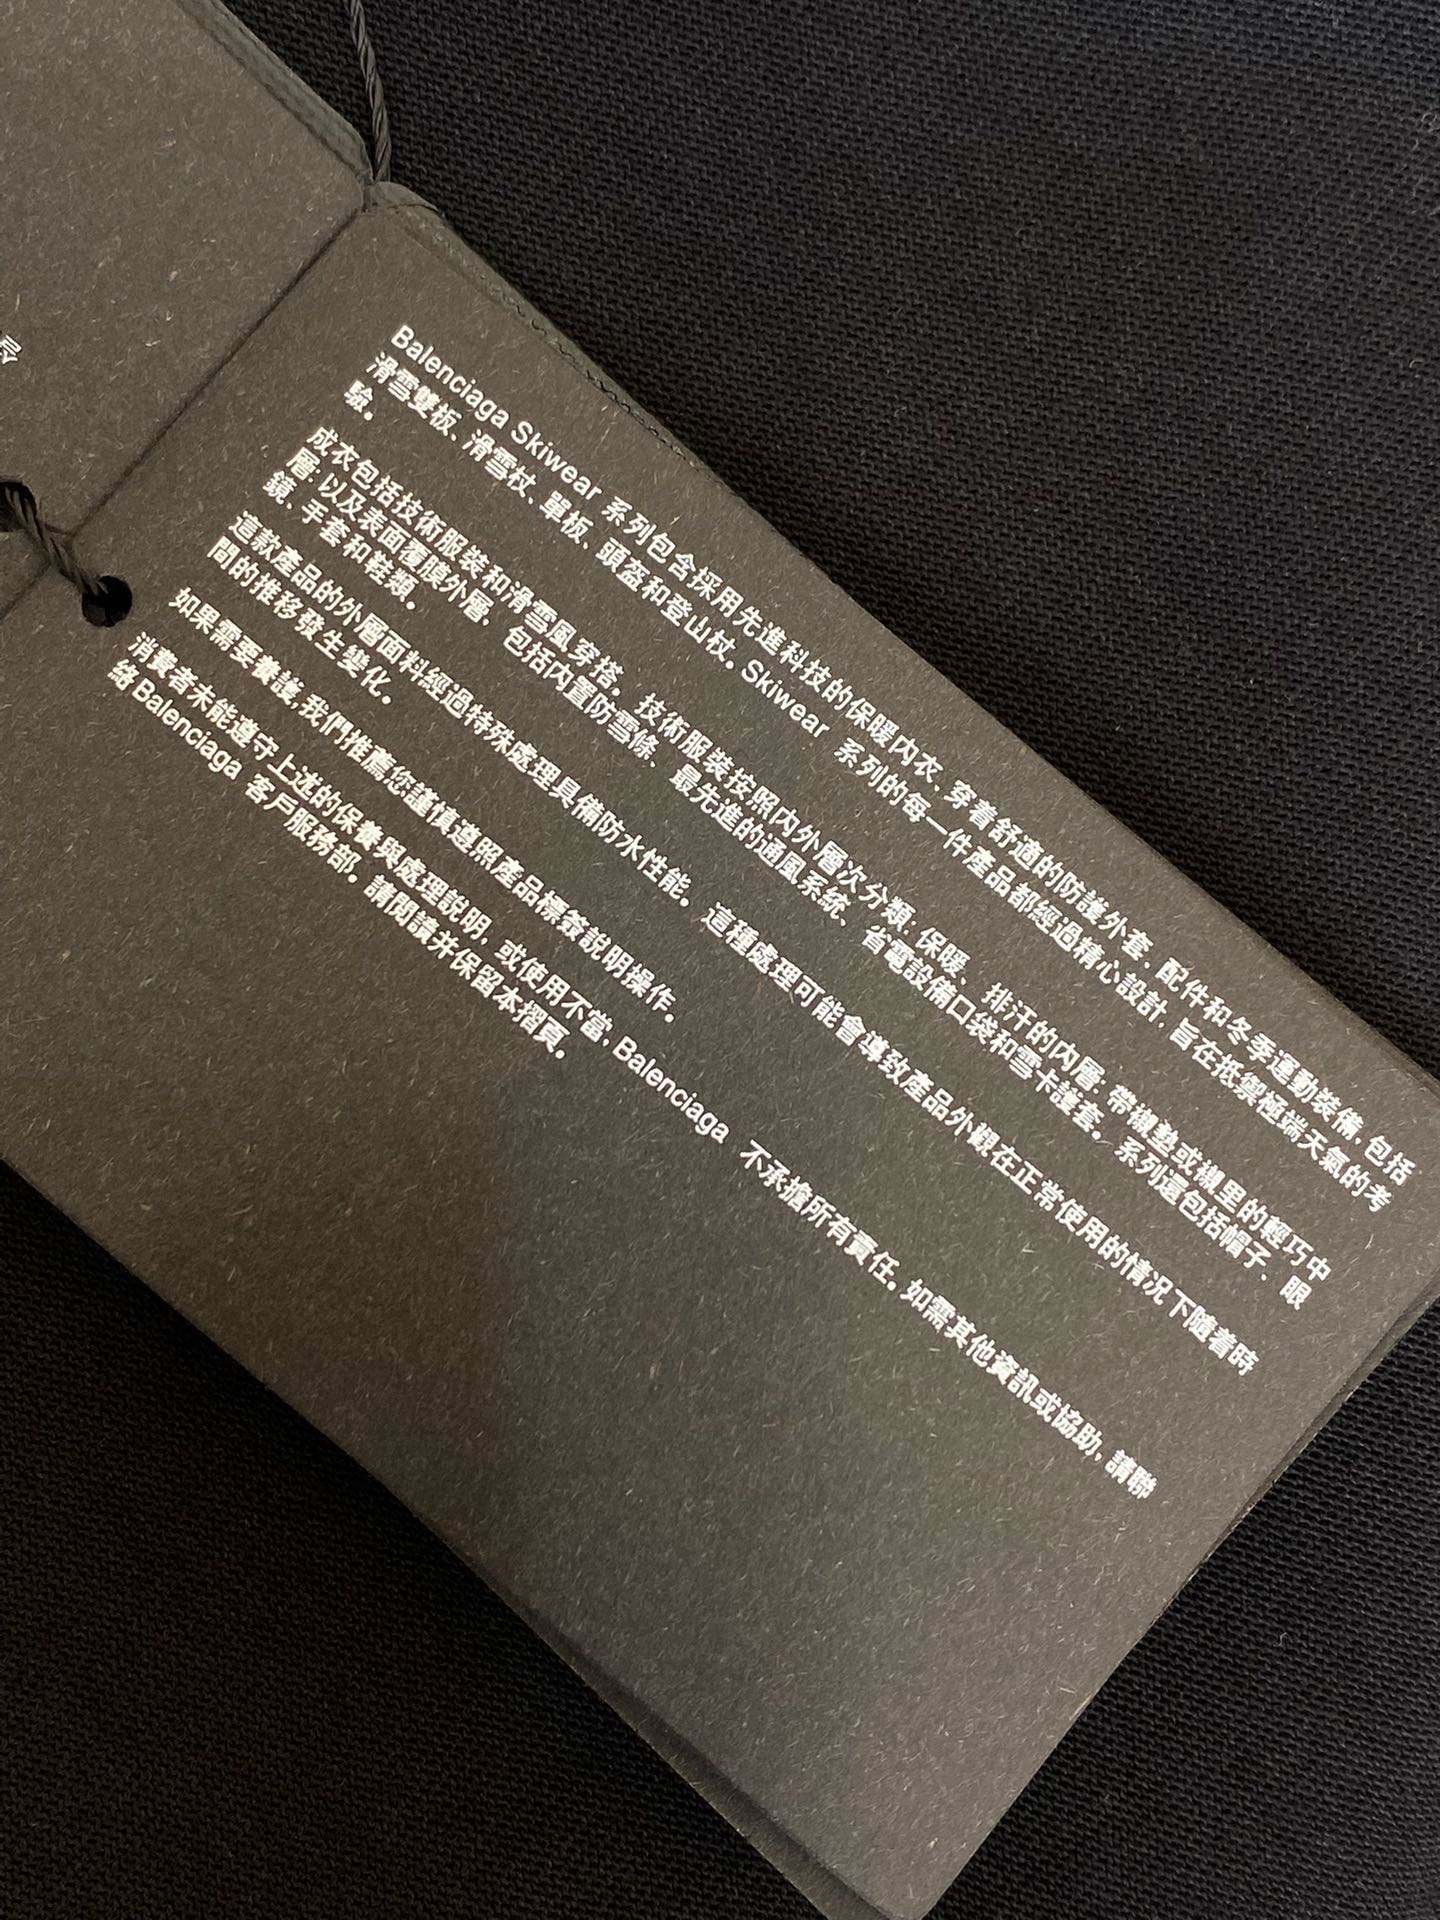 Balenciaga Skiwear 系列包含採用先進科技的保暖內衣、穿着舒適的防護外套, 配件和冬季運動裝備, 包括
滑雪雙板、滑雪杖、單板、頭盔和登山杖。Skiwear 系列的每一件產品都經過精心設計, 旨在抵禦極端天氣的考
驗。
成衣包括技術服裝和滑雪風穿搭。技術服裝按照內外層次分類: 保暖、排汗的內層; 帶襯墊或襯里的輕巧中
層; 以及表面覆膜外層, 包括內置防雪條、最先進的通風系統、省電設備口袋和雪卡護套。系列還包括帽子、眼
鏡、手套和鞋類。
這款產品的外層面料經過特殊處理具備防水性能。這種處理可能會導致產品外觀在正常使用的情况下隨着時
間的推移發生變化。
如果需要養護, 我們推薦您謹慎遵照產品標簽說明操作。
消費者未能遵守上述的保養與處理說明, 或使用不當, Balenciaga 不承擔所有責任。如需其他資訊或協助, 請聯
絡 Balenciaga 客戶服務部。請閱讀并保留本摺頁。